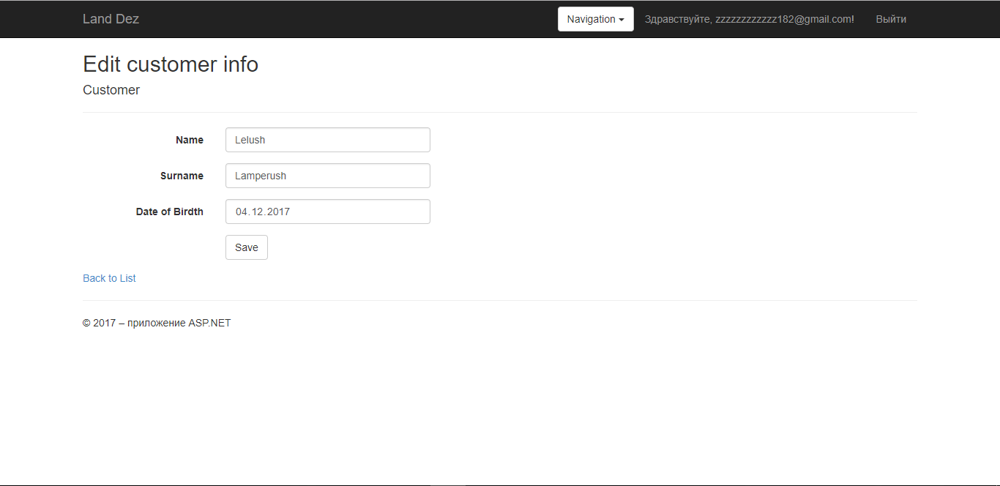 Land Dez
Navigation
Здравствуйте, zzzzzzzzzzzz182@gmail.com!
Выйти
Edit customer info
Customer
Name
Lelush
Surname
Lamperush
Date of Birdth
04.12.2017
Save
Back to List
© 2017 – приложение ASP.NET